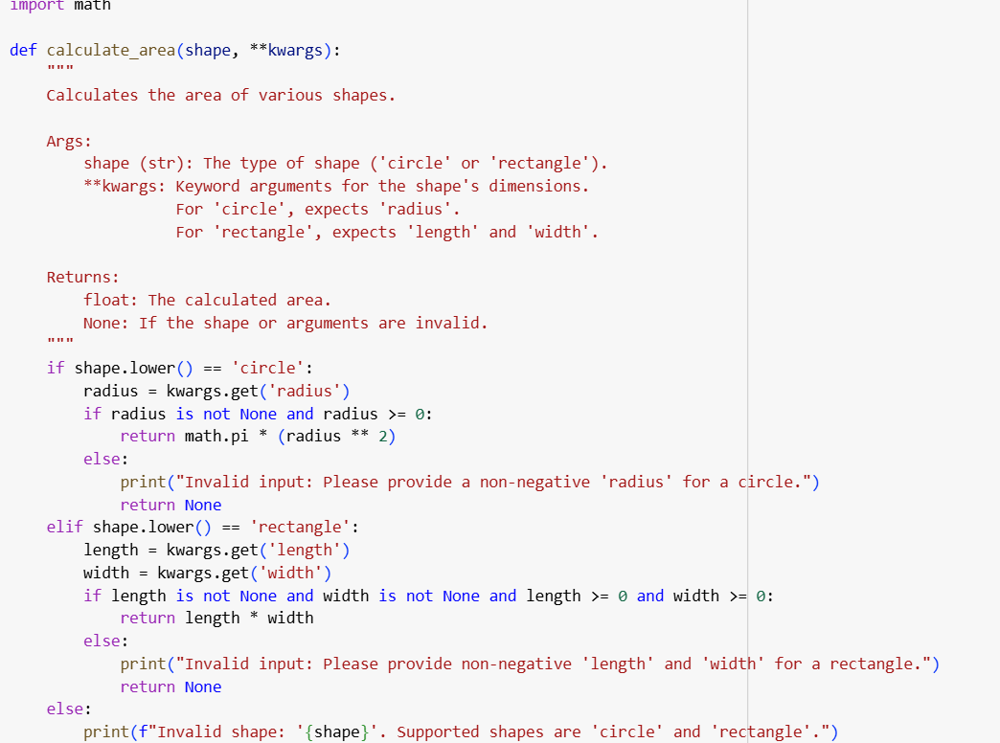 import math
def calculate_area(shape, **kwargs):
    """
    Calculates the area of various shapes.
    Args:
        shape (str): The type of shape ('circle' or 'rectangle').
        **kwargs: Keyword arguments for the shape's dimensions.
                  For 'circle', expects 'radius'.
                  For 'rectangle', expects 'length' and 'width'.
    Returns:
        float: The calculated area.
        None: If the shape or arguments are invalid.
    """
    if shape.lower() == 'circle':
        radius = kwargs.get('radius')
        if radius is not None and radius >= 0:
            return math.pi * (radius ** 2)
        else:
            print("Invalid input: Please provide a non-negative 'radius' for a circle.")
            return None
    elif shape.lower() == 'rectangle':
        length = kwargs.get('length')
        width = kwargs.get('width')
        if length is not None and width is not None and length >= 0 and width >= 0:
            return length * width
        else:
            print("Invalid input: Please provide non-negative 'length' and 'width' for a rectangle.")
            return None
    else:
        print(f"Invalid shape: '{shape}'. Supported shapes are 'circle' and 'rectangle'.")